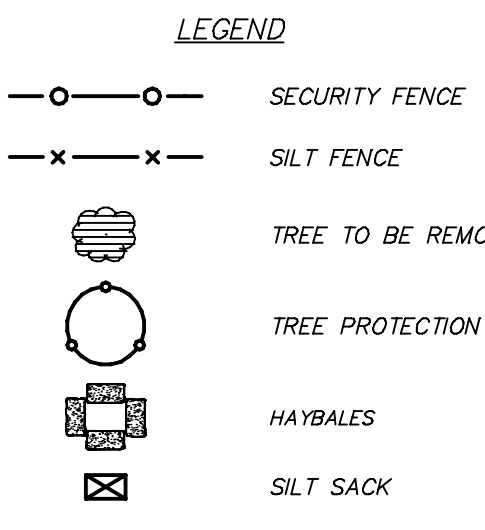 LEGEND
SECURITY FENCE
SILT FENCE
TREE TO BE
TREE PROTECTION
HAYBALES
SILT SACK